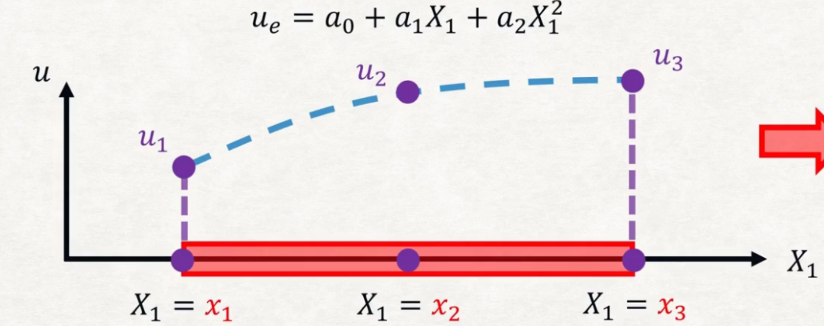 u_e = a_0 + a_1X_1 + a_2X_1^2
u
u_1
u_2
u_3
X_1
X_1 = x_1
X_1 = x_2
X_1 = x_3